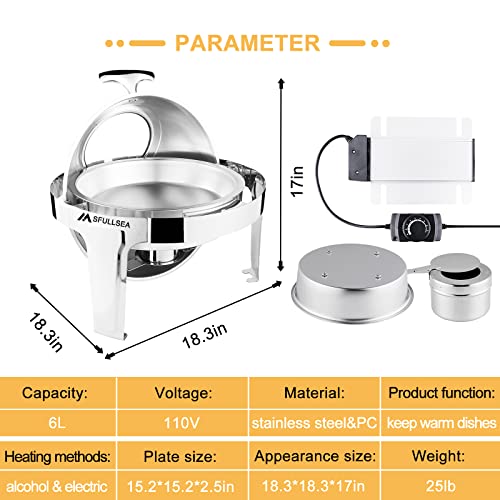 PARAMETER
17in
SFULLSEA
18.3in
18.3in
Capacity: Voltage: Material: Product function:
6L 110V stainless steel&PC keep warm dishes
Heating methods: Plate size: Appearance size: Weight:
alcohol & electric 15.2*15.2*2.5in 18.3*18.3*17in 25lb